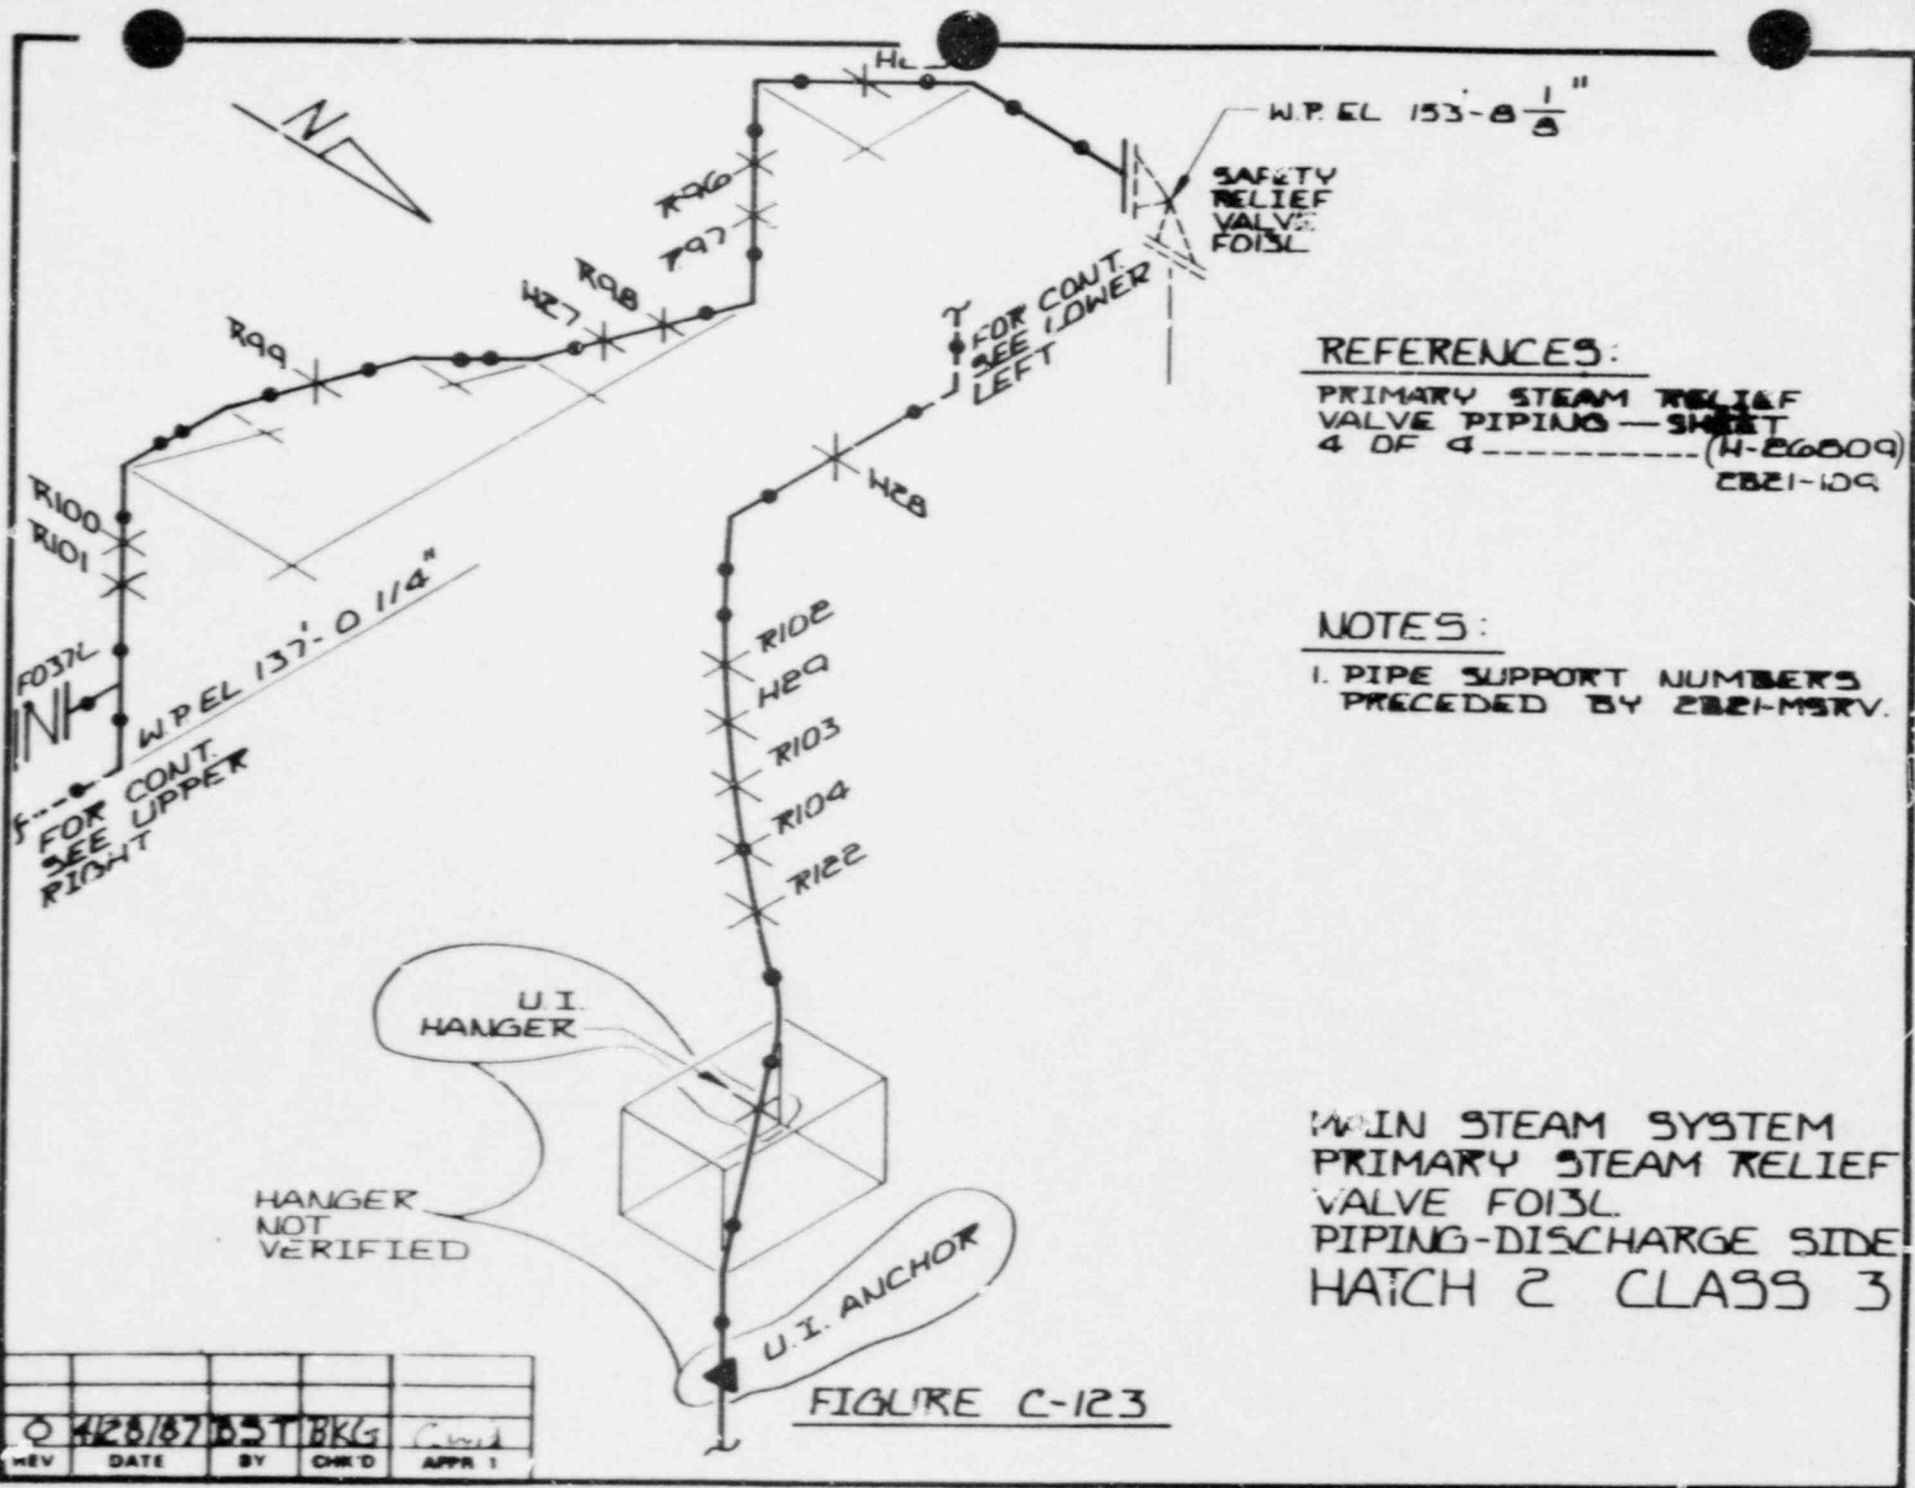 N
W.P. EL 153'-8 1/8"
SAFETY
RELIEF
VALVE
F013L
R96
R97
R98
H27
R99
FOR CONT.
SEE LOWER
LEFT
H28
R100
R101
F037L
W.P EL 137'-0 1/4"
FOR CONT.
SEE UPPER
RIGHT
R102
H29
R103
R104
R122
U.I.
HANGER
HANGER
NOT
VERIFIED
U.I. ANCHOR
REFERENCES:
PRIMARY STEAM RELIEF
VALVE PIPING — SHEET
4 OF 4 ---------- (H-26809)
2B21-109
NOTES:
1. PIPE SUPPORT NUMBERS
PRECEDED BY 2B21-MSRV.
MAIN STEAM SYSTEM
PRIMARY STEAM RELIEF
VALVE F013L
PIPING-DISCHARGE SIDE
HATCH 2 CLASS 3
FIGURE C-123
0 4/28/87 BST BKG
REV DATE BY CHK'D APPR 1